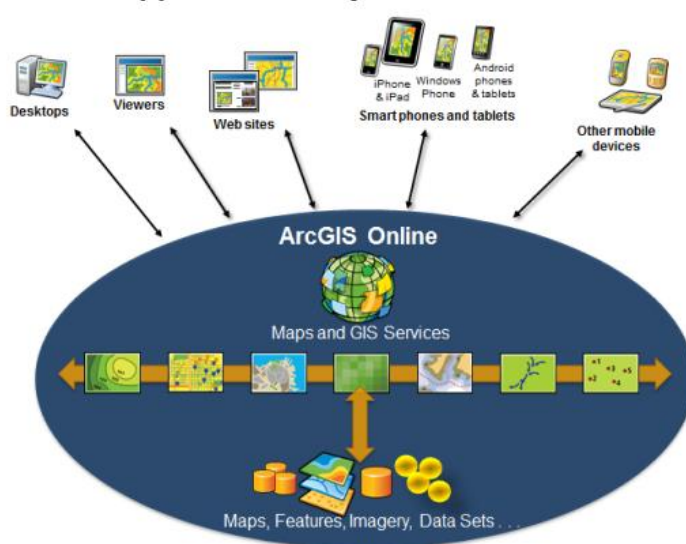 iPhone
& iPad
Windows
Phone
Android
phones
& tablets
Desktops
Viewers
Web sites
Smart phones and tablets
Other mobile
devices
ArcGIS Online
Maps and GIS Services
Maps, Features, Imagery, Data Sets . . .